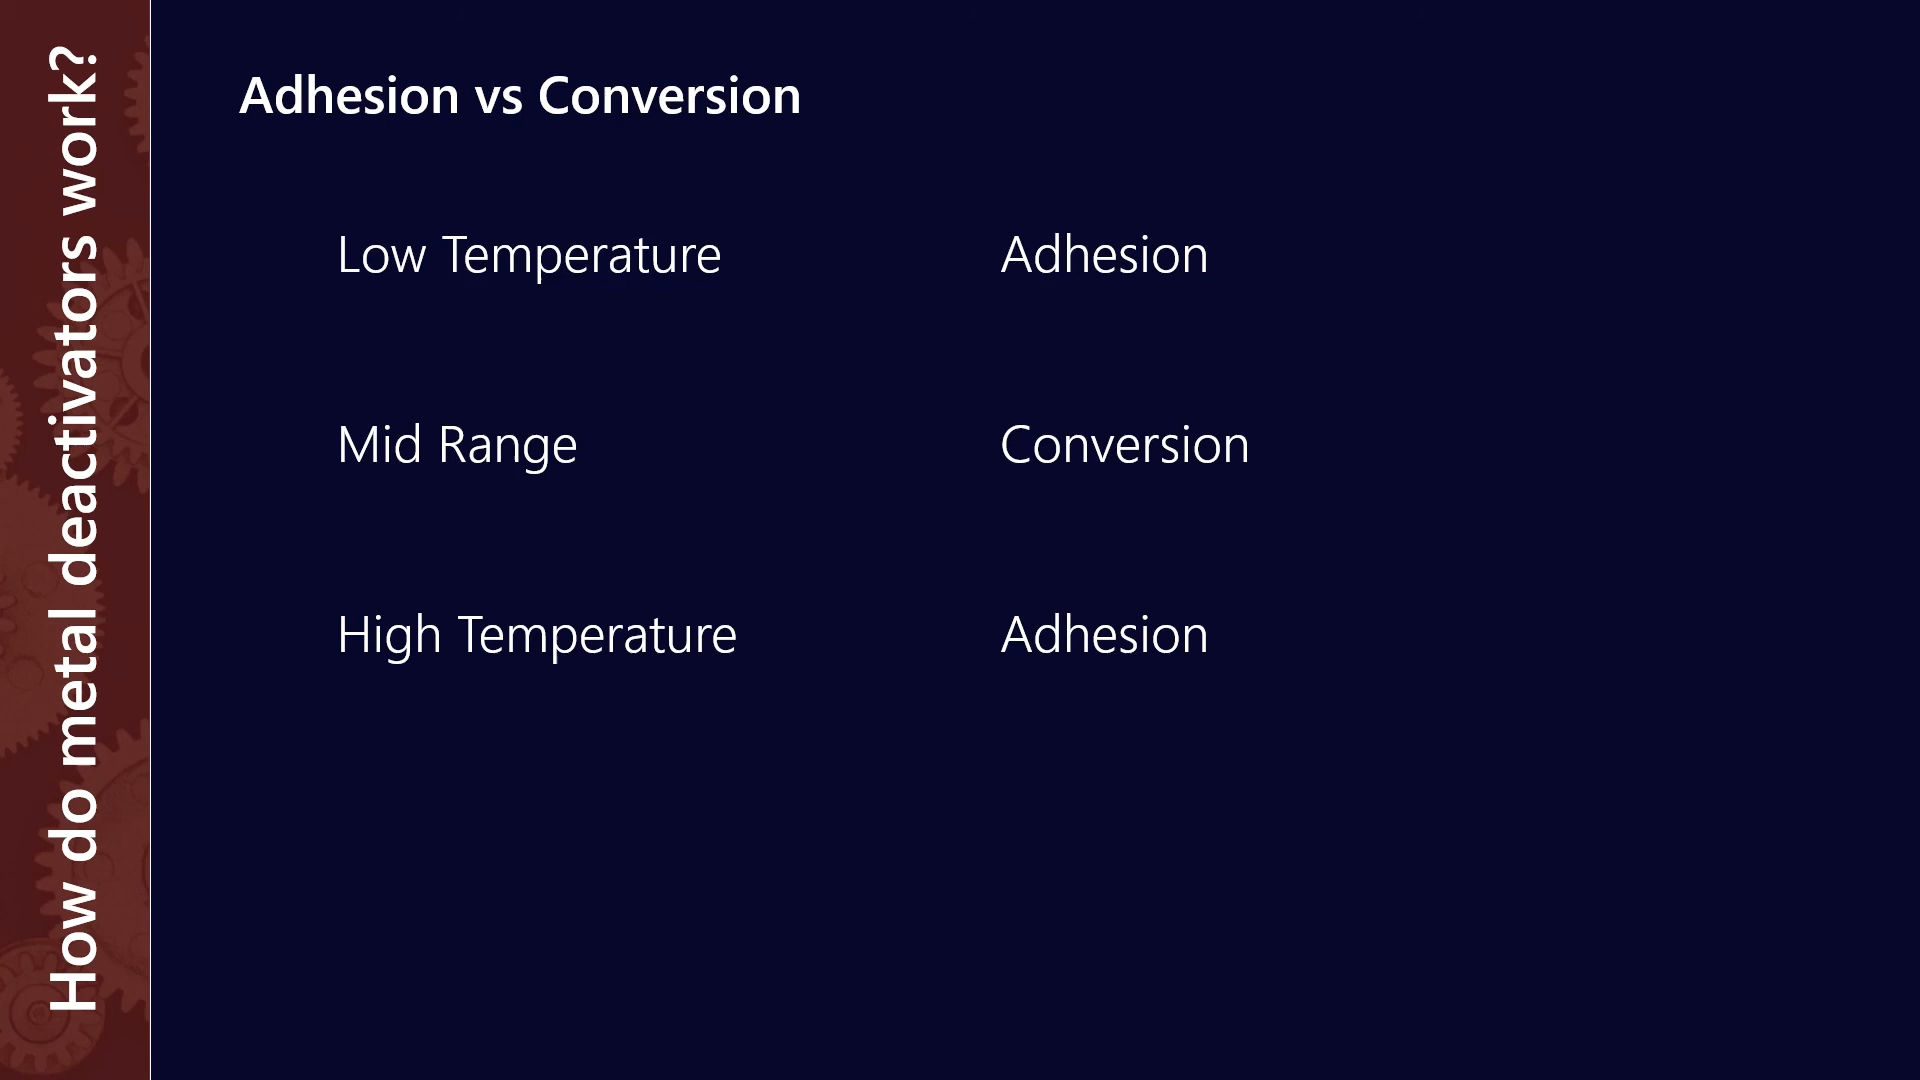 How do metal deactivators work?
Adhesion vs Conversion
Low Temperature Adhesion
Mid Range Conversion
High Temperature Adhesion